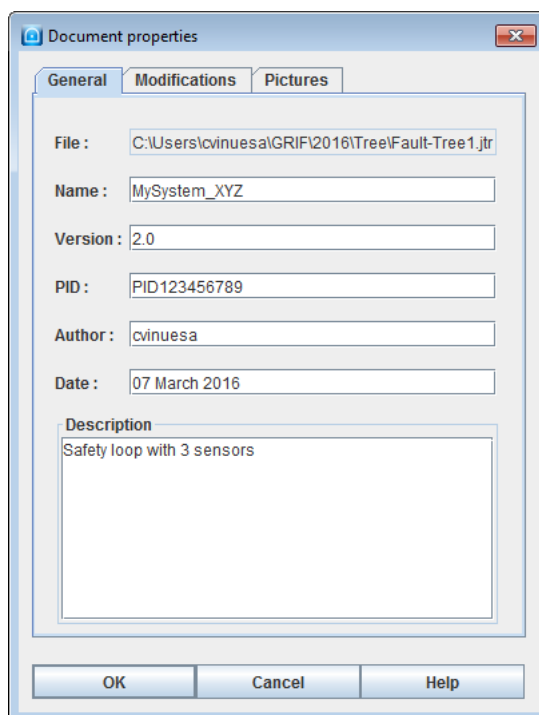 Document properties
General Modifications Pictures
File : C:\Users\cvinuesa\GRIF\2016\Tree\Fault-Tree1.jtr
Name : MySystem_XYZ
Version : 2.0
PID : PID123456789
Author : cvinuesa
Date : 07 March 2016
Description
Safety loop with 3 sensors
OK Cancel Help